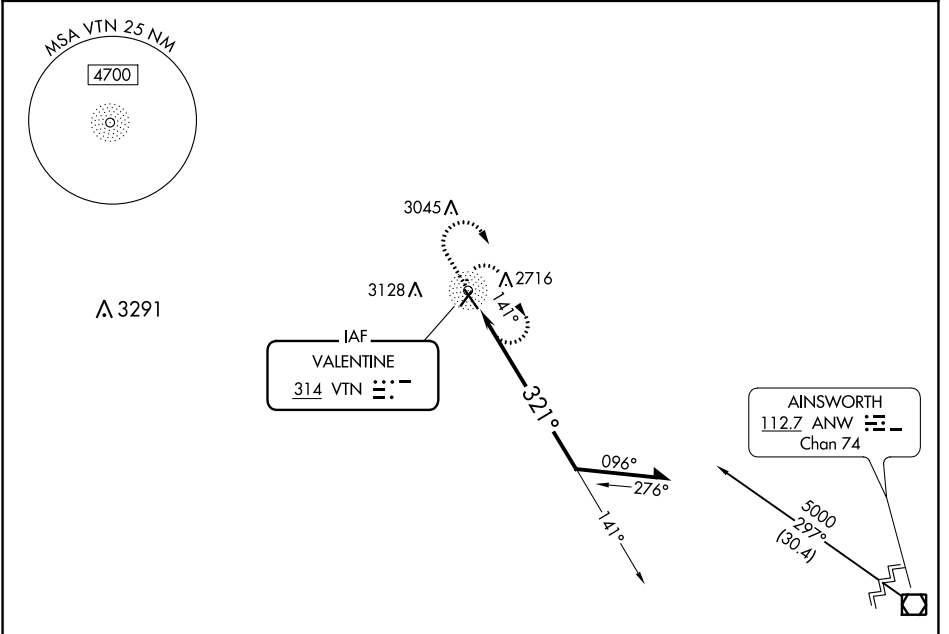 MSA VTN 25 NM
4700
3045
3128
2716
3291
141°
IAF
VALENTINE
314 VTN
321°
AINSWORTH
112.7 ANW
Chan 74
096°
276°
141°
5000
297°
(30.4)